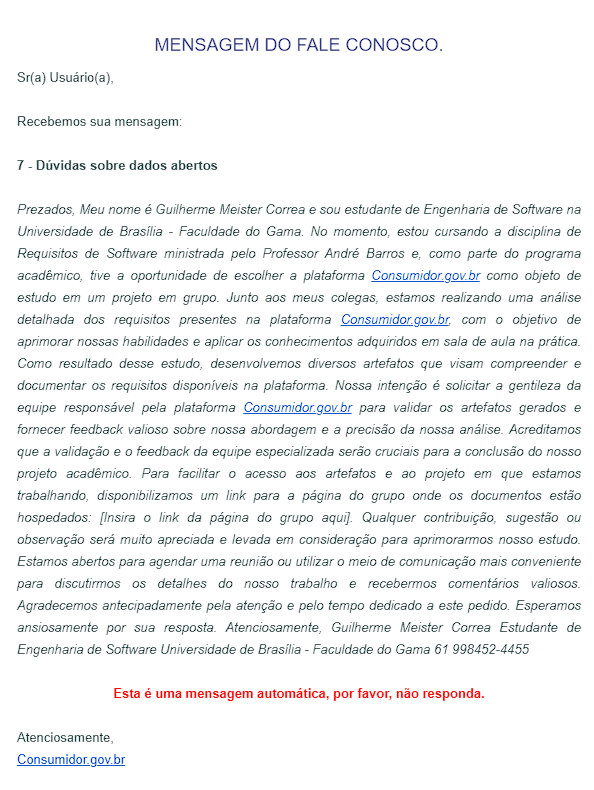 MENSAGEM DO FALE CONOSCO.
Sr(a) Usuário(a),
Recebemos sua mensagem:
7 - Dúvidas sobre dados abertos
Prezados, Meu nome é Guilherme Meister Correa e sou estudante de Engenharia de Software na
Universidade de Brasília - Faculdade do Gama. No momento, estou cursando a disciplina de
Requisitos de Software ministrada pelo Professor André Barros e, como parte do programa
acadêmico, tive a oportunidade de escolher a plataforma Consumidor.gov.br como objeto de
estudo em um projeto em grupo. Junto aos meus colegas, estamos realizando uma análise
detalhada dos requisitos presentes na plataforma Consumidor.gov.br, com o objetivo de
aprimorar nossas habilidades e aplicar os conhecimentos adquiridos em sala de aula na prática.
Como resultado desse estudo, desenvolvemos diversos artefatos que visam compreender e
documentar os requisitos disponíveis na plataforma. Nossa intenção é solicitar a gentileza da
equipe responsável pela plataforma Consumidor.gov.br para validar os artefatos gerados e
fornecer feedback valioso sobre nossa abordagem e a precisão da nossa análise. Acreditamos
que a validação e o feedback da equipe especializada serão cruciais para a conclusão do nosso
projeto acadêmico. Para facilitar o acesso aos artefatos e ao projeto em que estamos
trabalhando, disponibilizamos um link para a página do grupo onde os documentos estão
hospedados: [Insira o link da página do grupo aqui]. Qualquer contribuição, sugestão ou
observação será muito apreciada e levada em consideração para aprimorarmos nosso estudo.
Estamos abertos para agendar uma reunião ou utilizar o meio de comunicação mais conveniente
para discutirmos os detalhes do nosso trabalho e recebermos comentários valiosos.
Agradecemos antecipadamente pela atenção e pelo tempo dedicado a este pedido. Esperamos
ansiosamente por sua resposta. Atenciosamente, Guilherme Meister Correa Estudante de
Engenharia de Software Universidade de Brasília - Faculdade do Gama 61 998452-4455
Esta é uma mensagem automática, por favor, não responda.
Atenciosamente,
Consumidor.gov.br